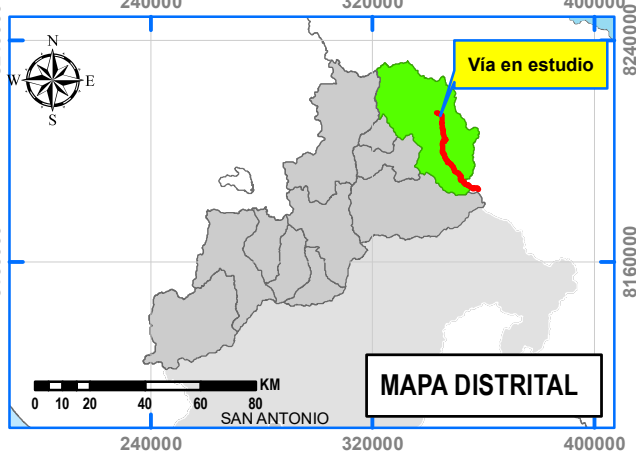 240000
320000
400000
N
W
E
S
Vía en estudio
8240000
8160000
KM
0 10 20 40 60 80
SAN ANTONIO
MAPA DISTRITAL
240000
320000
400000